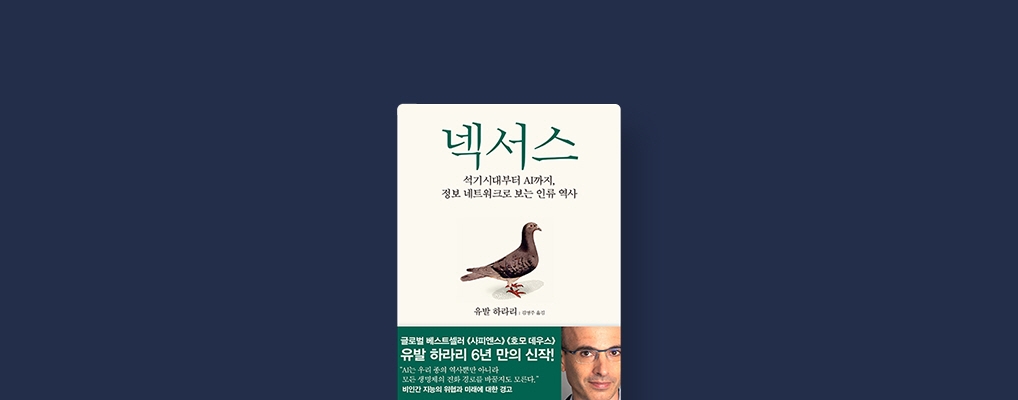 넥서스
석기시대부터 AI까지,
정보 네트워크로 보는 인류 역사
유발 하라리 : 김명주 옮김
글로벌 베스트셀러 《사피엔스》 《호모 데우스》
유발 하라리 6년 만의 신작!
“AI는 우리 종의 역사뿐만 아니라
모든 생명체의 진화 경로를 바꿀지도 모른다.”
비인간 지능의 위협과 미래에 대한 경고